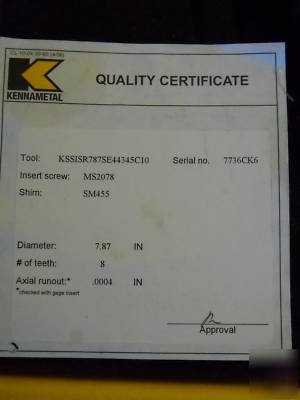 KENNAMETAL
QUALITY CERTIFICATE
Tool: KSSISR787SE44345C10 Serial no. 7736CK6
Insert screw: MS2078
Shim: SM455
Diameter: 7.87 IN
# of teeth: 8
Axial runout:* .0004 IN
*checked with gage insert
Approval